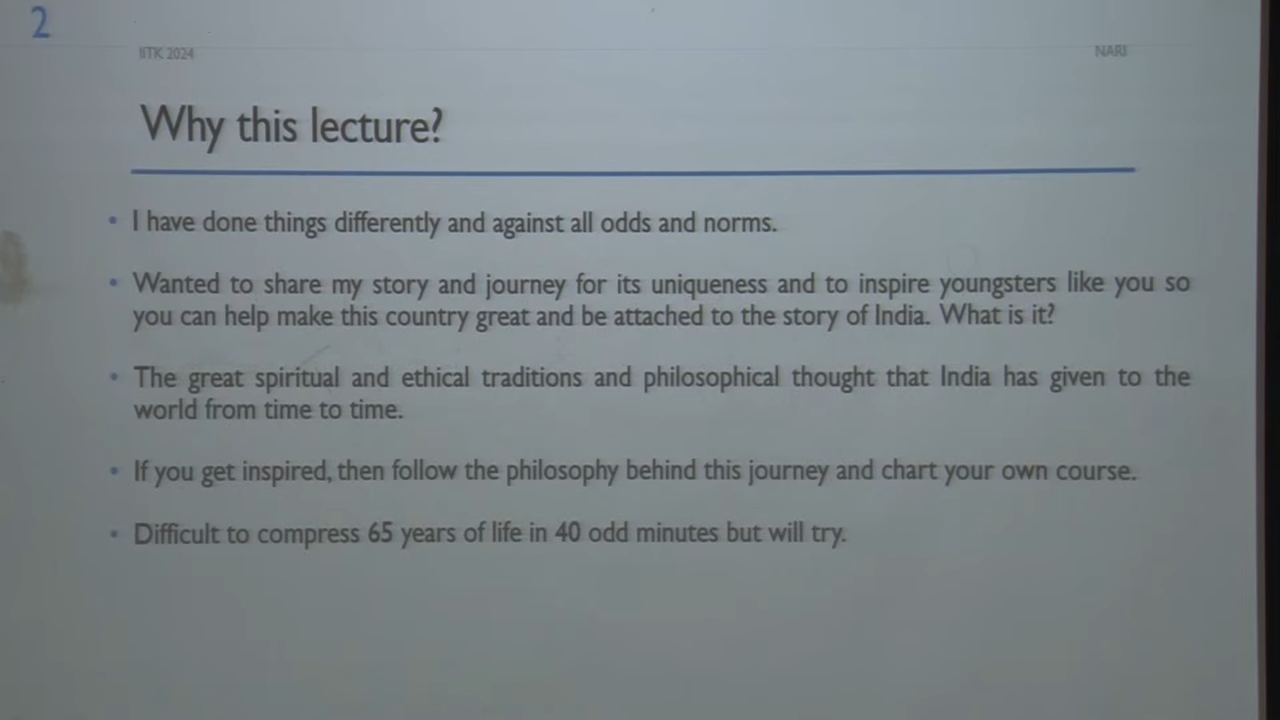 2
IITK 2024
NARI
Why this lecture?
• I have done things differently and against all odds and norms.
• Wanted to share my story and journey for its uniqueness and to inspire youngsters like you so
you can help make this country great and be attached to the story of India. What is it?
• The great spiritual and ethical traditions and philosophical thought that India has given to the
world from time to time.
• If you get inspired, then follow the philosophy behind this journey and chart your own course.
• Difficult to compress 65 years of life in 40 odd minutes but will try.